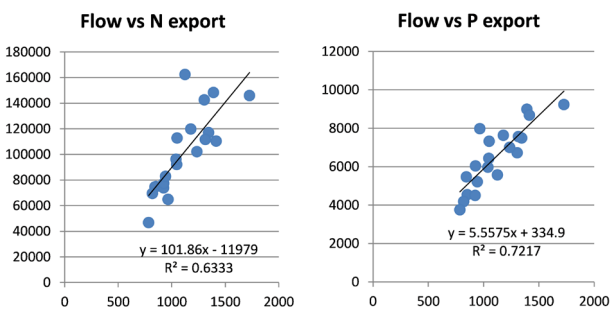 Flow vs N export
180000
160000
140000
120000
100000
80000
60000
40000
20000
0
y = 101.86x - 11979
R² = 0.6333
0 500 1000 1500 2000
Flow vs P export
12000
10000
8000
6000
4000
2000
0
y = 5.5575x + 334.9
R² = 0.7217
0 500 1000 1500 2000